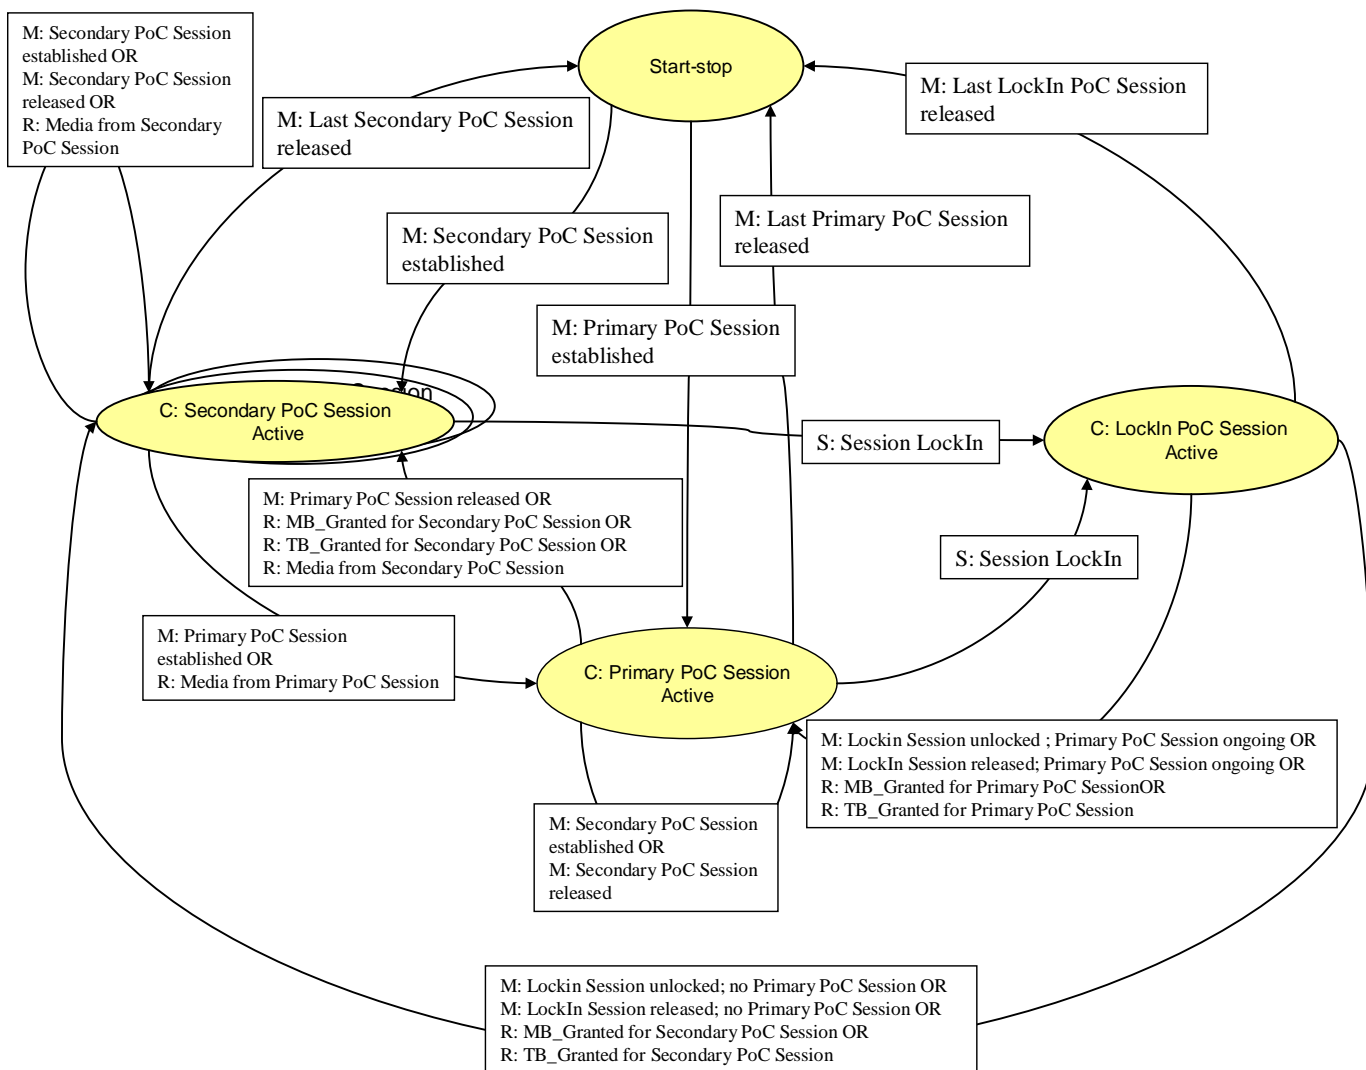 M: Secondary PoC Session
established OR
M: Secondary PoC Session
released OR
R: Media from Secondary
PoC Session
Start-stop
M: Last LockIn PoC Session
released
M: Last Secondary PoC Session
released
M: Last Primary PoC Session
released
M: Secondary PoC Session
established
M: Primary PoC Session
established
C: Secondary PoC Session
Active
S: Session LockIn
C: LockIn PoC Session
Active
M: Primary PoC Session released OR
R: MB_Granted for Secondary PoC Session OR
R: TB_Granted for Secondary PoC Session OR
R: Media from Secondary PoC Session
S: Session LockIn
M: Primary PoC Session
established OR
R: Media from Primary PoC Session
C: Primary PoC Session
Active
M: Lockin Session unlocked ; Primary PoC Session ongoing OR
M: LockIn Session released; Primary PoC Session ongoing OR
R: MB_Granted for Primary PoC SessionOR
R: TB_Granted for Primary PoC Session
M: Secondary PoC Session
established OR
M: Secondary PoC Session
released
M: Lockin Session unlocked; no Primary PoC Session OR
M: LockIn Session released; no Primary PoC Session OR
R: MB_Granted for Secondary PoC Session OR
R: TB_Granted for Secondary PoC Session